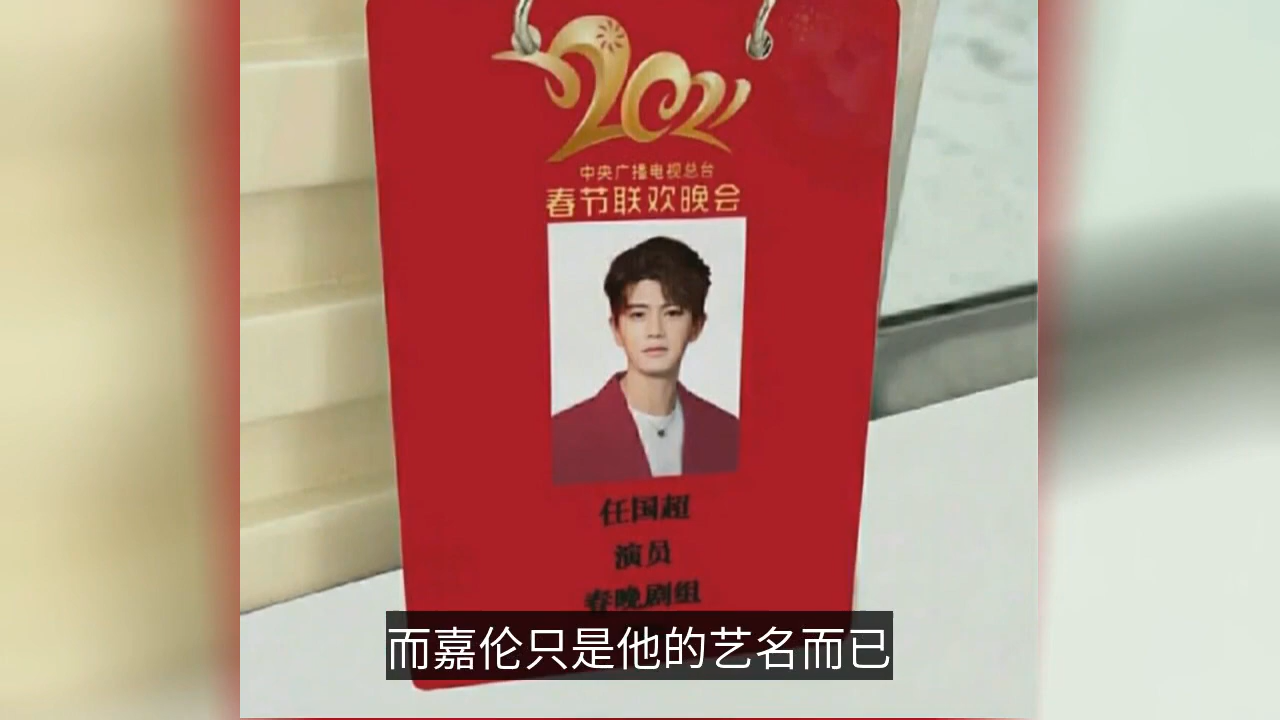 2021
中央广播电视总台
春节联欢晚会
任国超
演员
春晚剧组
而嘉伦只是他的艺名而已